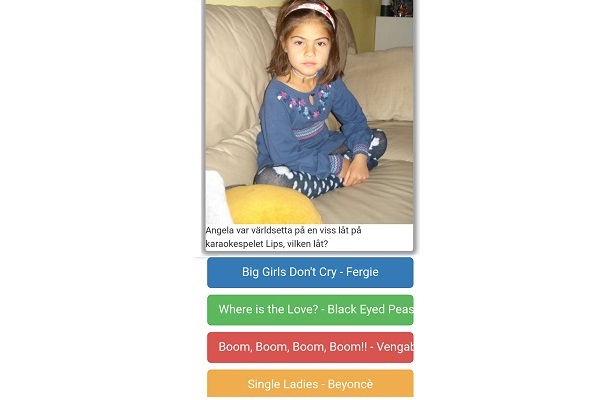 Angela var världsetta på en viss låt på
karaokespelet Lips, vilken låt?
Big Girls Don't Cry - Fergie
Where is the Love? - Black Eyed Peas
Boom, Boom, Boom, Boom!! - Vengab
Single Ladies - Beyoncè